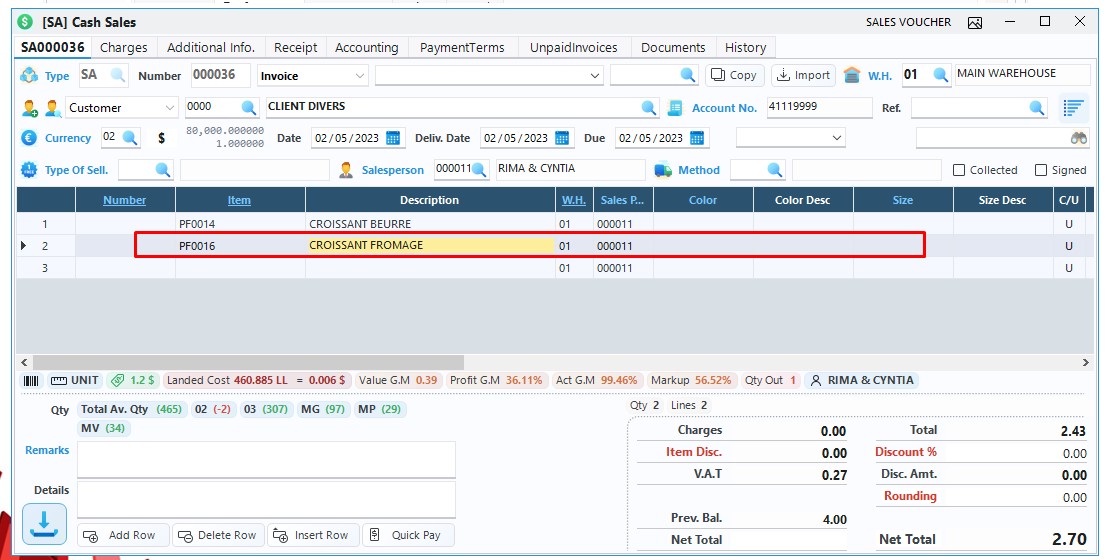 [SA] Cash Sales SALES VOUCHER
SA000036 Charges Additional Info. Receipt Accounting PaymentTerms UnpaidInvoices Documents History
Type SA Number 000036 Invoice Copy Import W.H. 01 MAIN WAREHOUSE
Customer 0000 CLIENT DIVERS Account No. 41119999 Ref.
Currency 02 $ 80,000.000000 Date 02/05/2023 Deliv. Date 02/05/2023 Due 02/05/2023
1.000000
Type Of Sell. Salesperson 000011 RIMA & CYNTIA Method Collected Signed
Number Item Description W.H. Sales P... Color Color Desc Size Size Desc C/U
1 PF0014 CROISSANT BEURRE 01 000011 U
2 PF0016 CROISSANT FROMAGE 01 000011 U
3 01 000011 U
UNIT 1.2 $ Landed Cost 460.885 LL = 0.006 $ Value G.M 0.39 Profit G.M 36.11% Act G.M 99.46% Markup 56.52% Qty Out 1 RIMA & CYNTIA
Qty Total Av. Qty (465) 02 (-2) 03 (307) MG (97) MP (29)
MV (34)
Remarks
Details
Add Row Delete Row Insert Row Quick Pay
Qty 2 Lines 2
Charges 0.00 Total 2.43
Item Disc. 0.00 Discount % 0.00
V.A.T 0.27 Disc. Amt. 0.00
Rounding 0.00
Prev. Bal. 4.00
Net Total Net Total 2.70